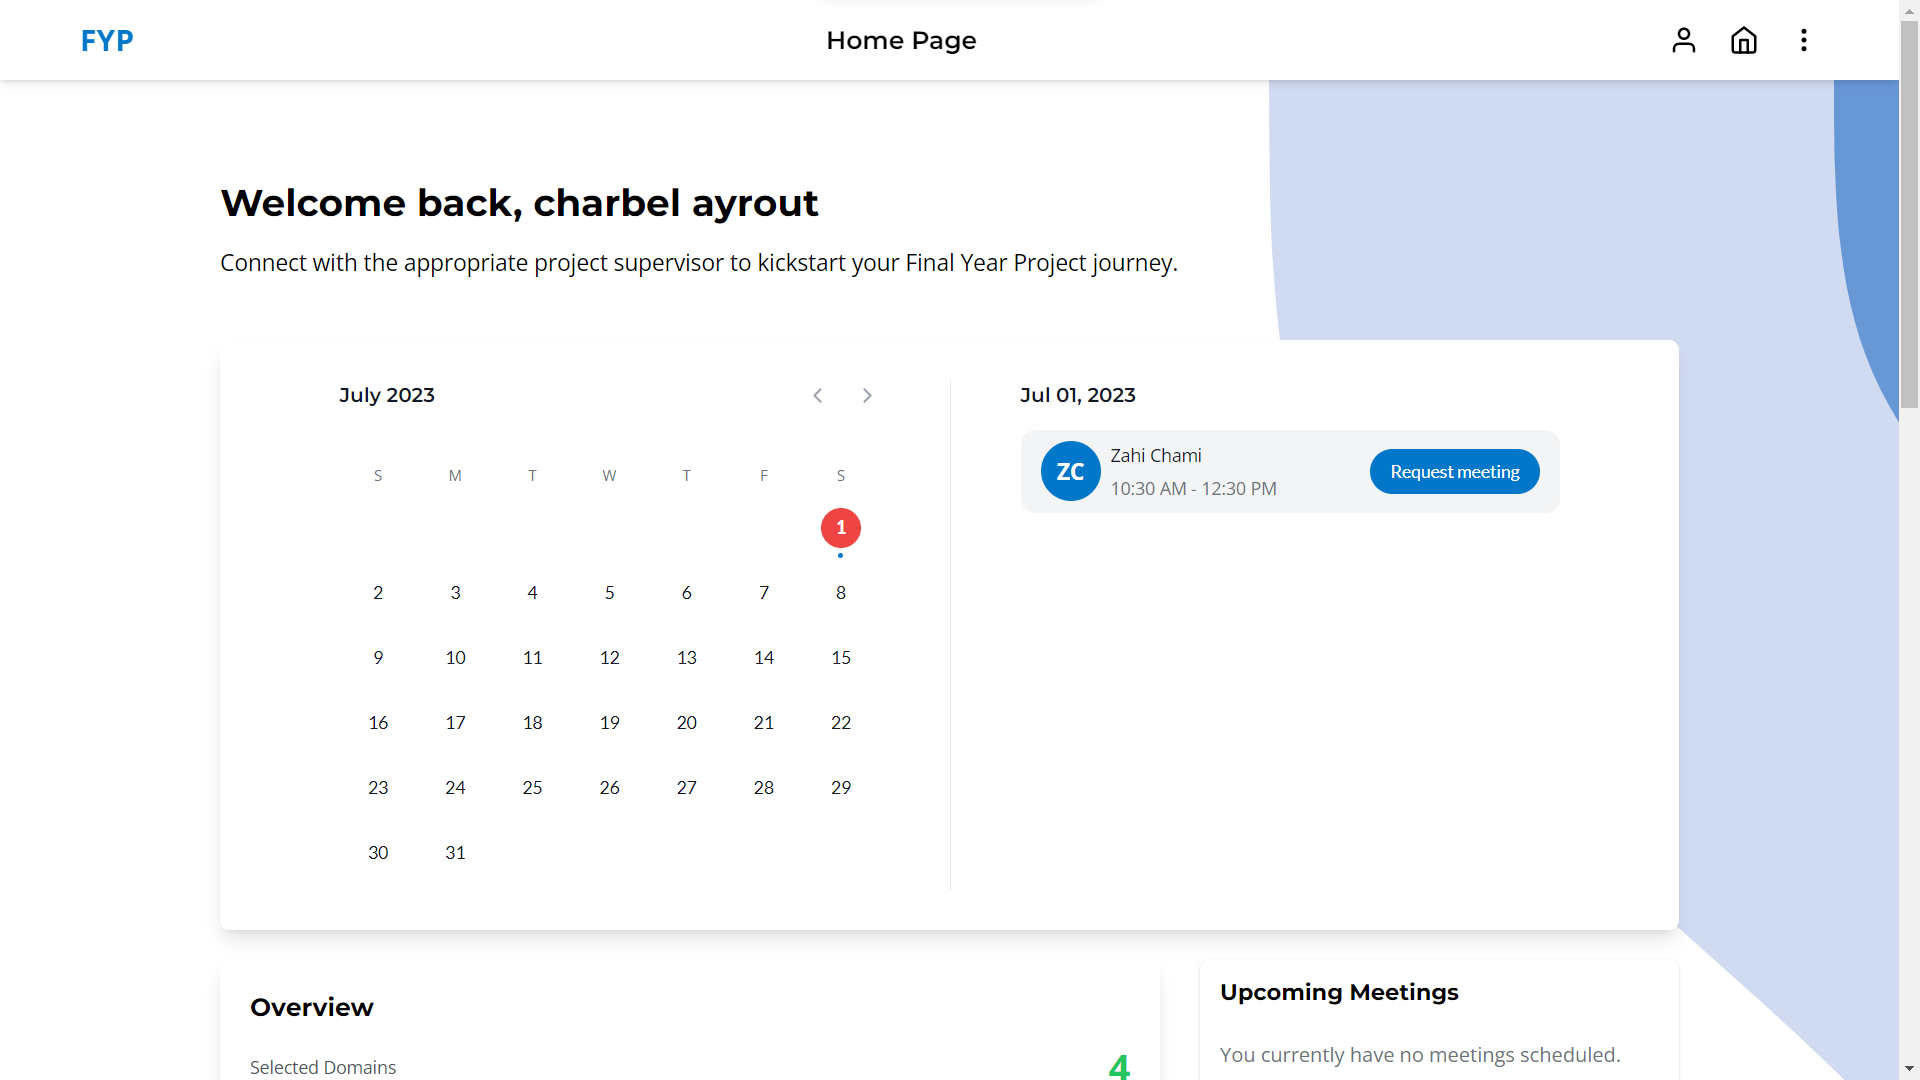 FYP
Home Page
Welcome back, charbel ayrout
Connect with the appropriate project supervisor to kickstart your Final Year Project journey.
July 2023
S M T W T F S
1
2 3 4 5 6 7 8
9 10 11 12 13 14 15
16 17 18 19 20 21 22
23 24 25 26 27 28 29
30 31
Jul 01, 2023
ZC
Zahi Chami
10:30 AM - 12:30 PM
Request meeting
Overview
Selected Domains
4
Upcoming Meetings
You currently have no meetings scheduled.